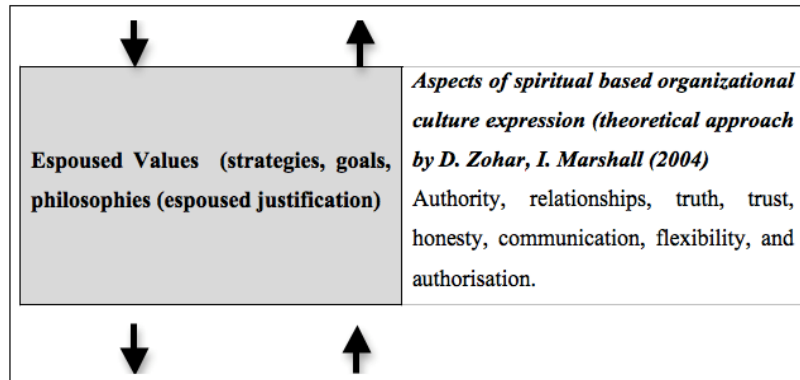 Espoused Values (strategies, goals,
philosophies (espoused justification)
Aspects of spiritual based organizational
culture expression (theoretical approach
by D. Zohar, I. Marshall (2004)
Authority, relationships, truth, trust,
honesty, communication, flexibility, and
authorisation.